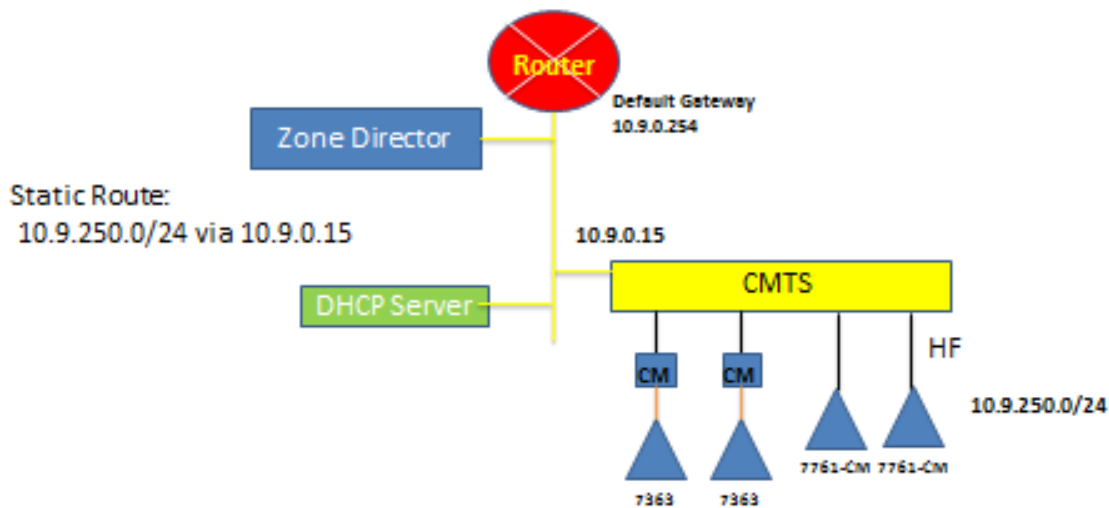 Router
Default Gateway
10.9.0.254
Zone Director
Static Route:
10.9.250.0/24 via 10.9.0.15
10.9.0.15
CMTS
DHCP Server
HF
CM
CM
10.9.250.0/24
7761-CM
7761-CM
7363
7363